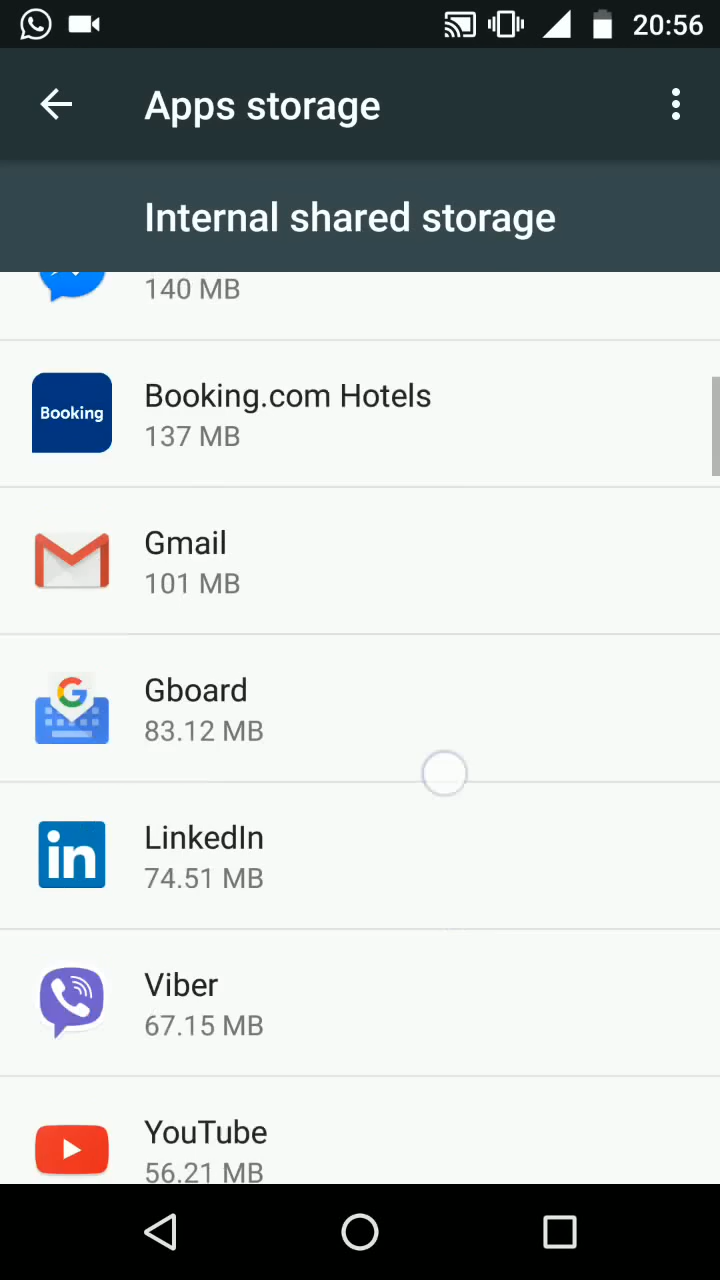 20:56
Apps storage
Internal shared storage
140 MB
Booking
Booking.com Hotels
137 MB
Gmail
101 MB
G
Gboard
83.12 MB
in
LinkedIn
74.51 MB
Viber
67.15 MB
YouTube
56.21 MB